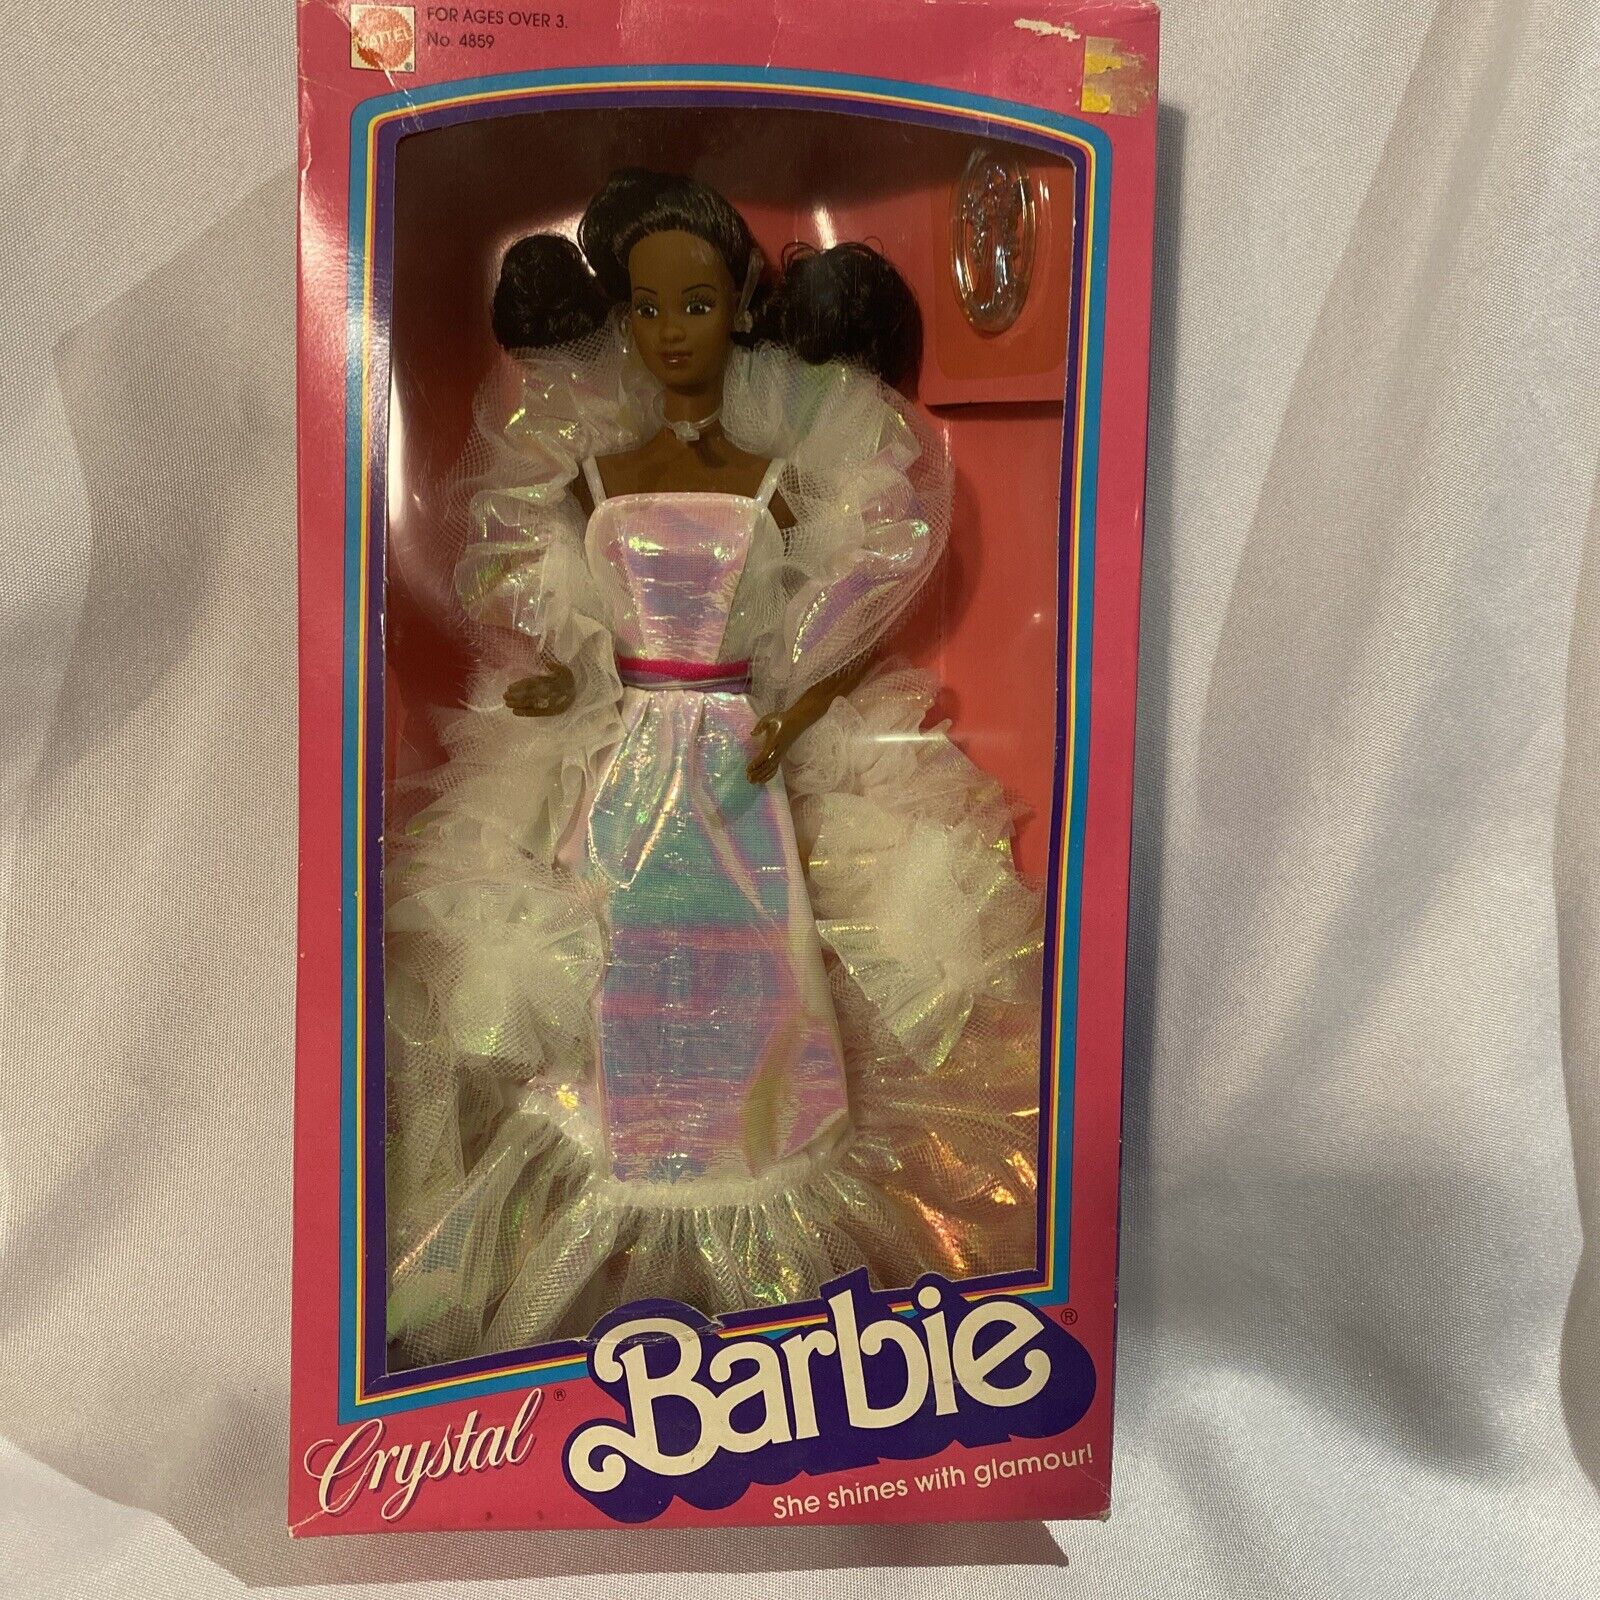 MATTEL
®
FOR AGES OVER 3.
No. 4859
Crystal®
Barbie®
She shines with glamour!